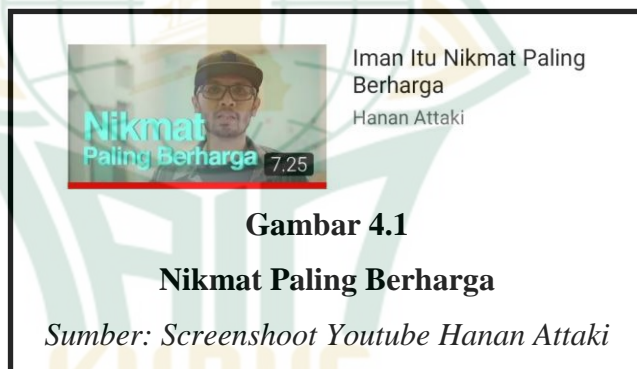 Nikmat
Paling Berharga
7.25
Iman Itu Nikmat Paling
Berharga
Hanan Attaki
Gambar 4.1
Nikmat Paling Berharga
Sumber: Screenshoot Youtube Hanan Attaki